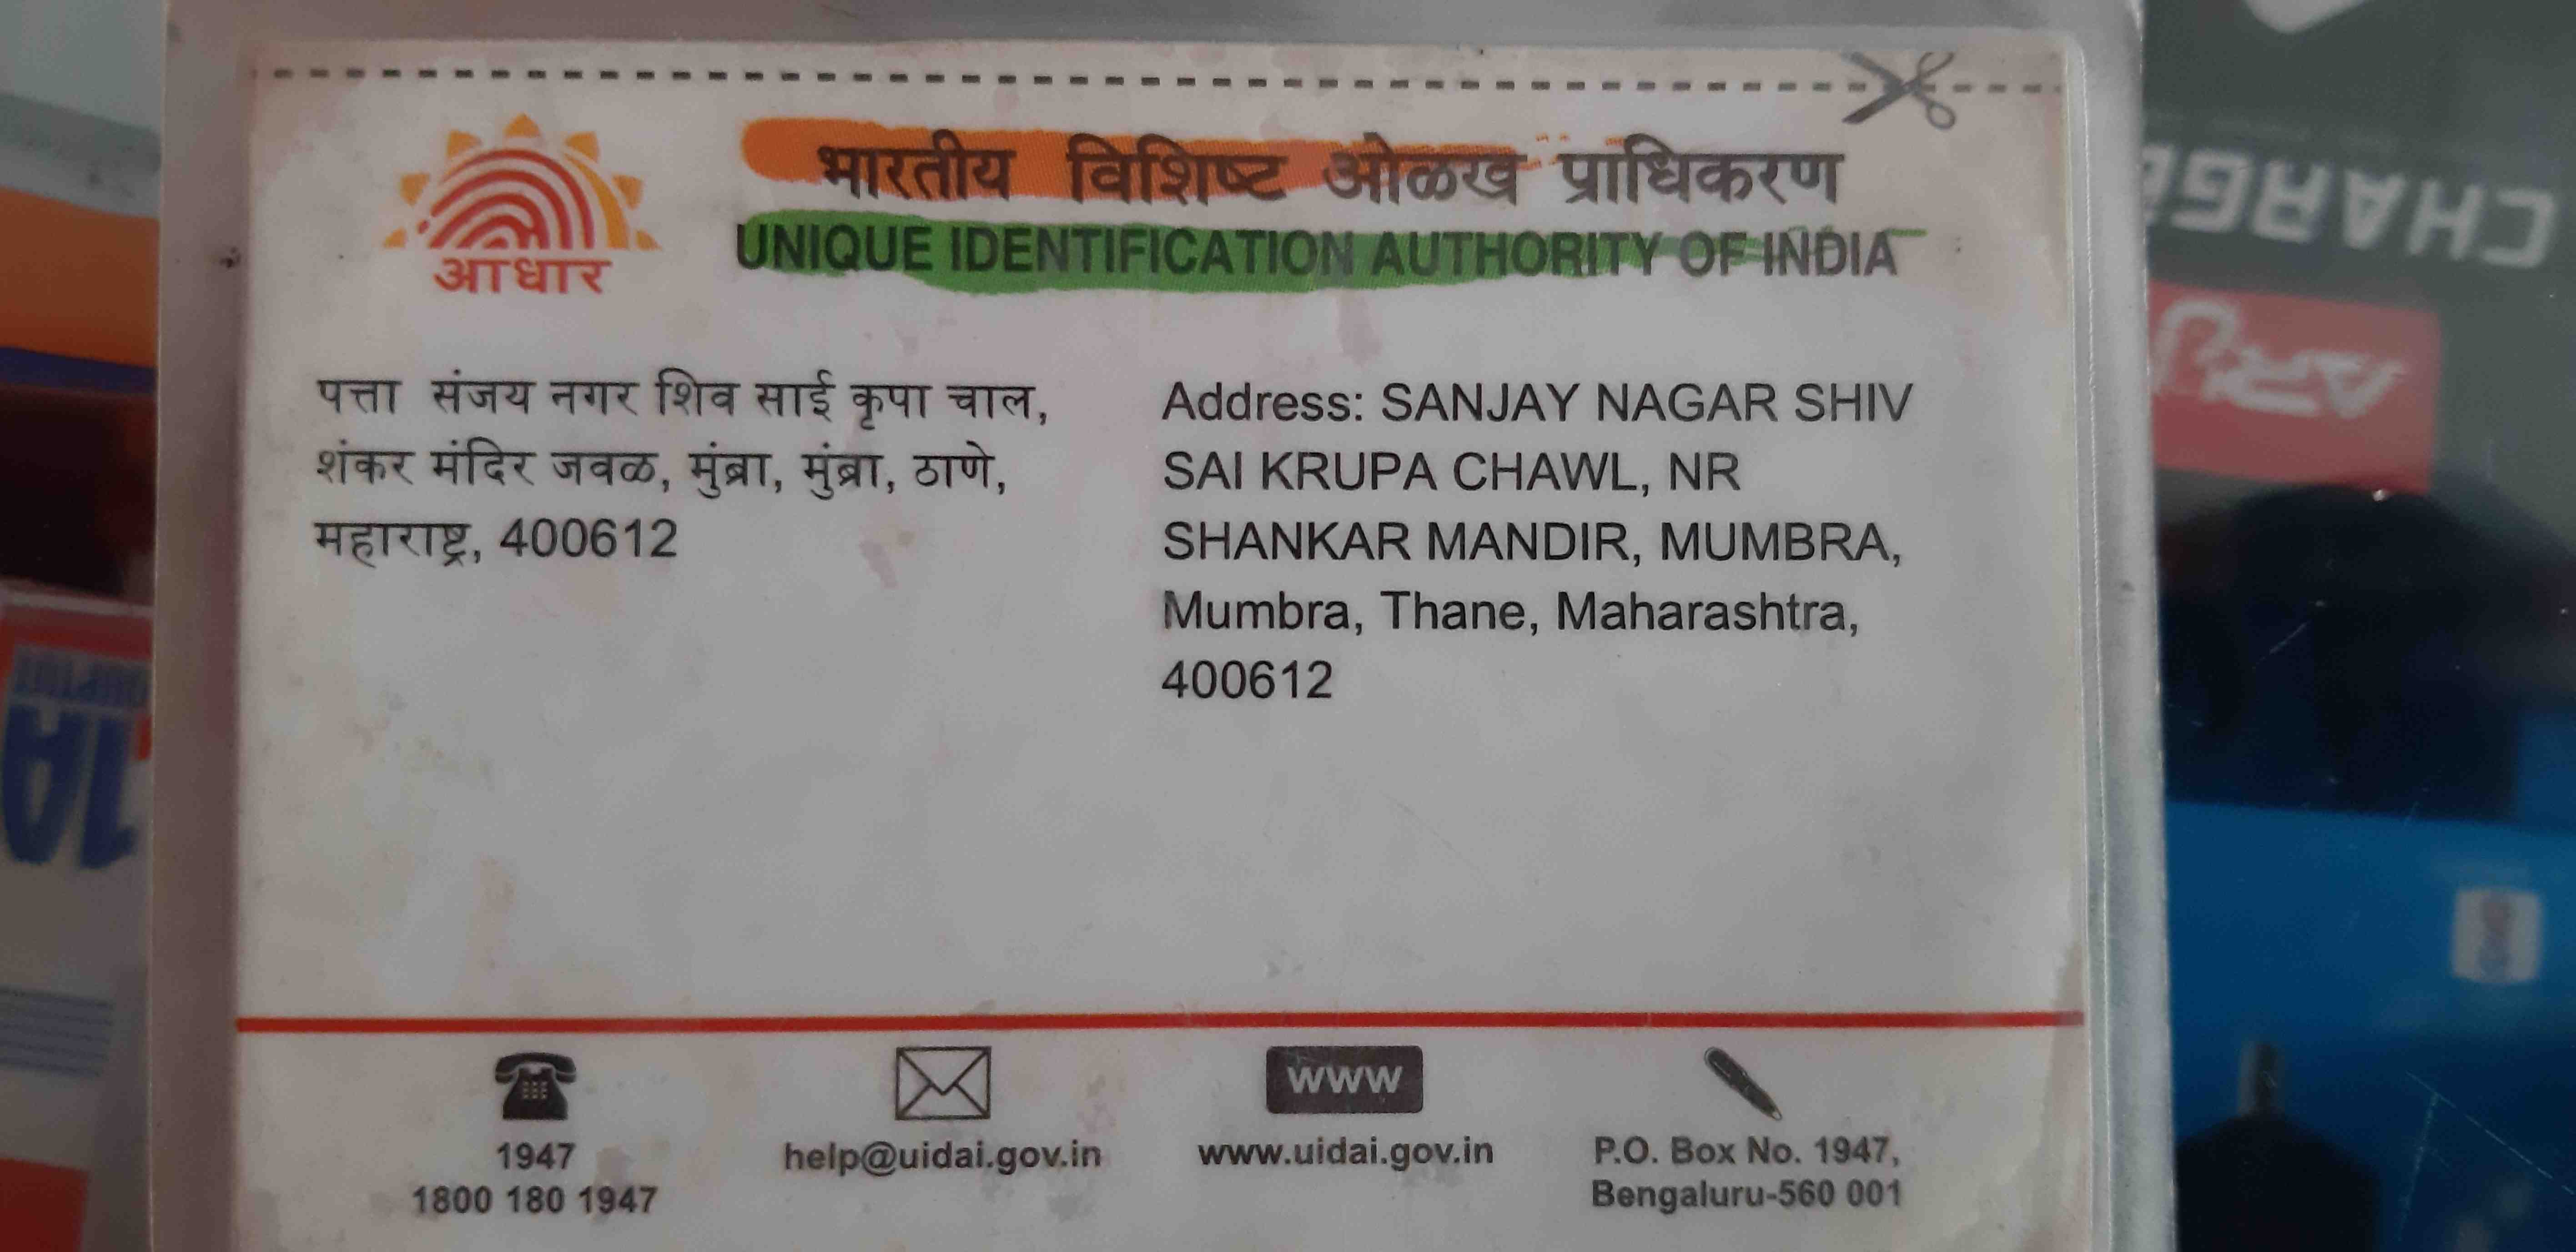 भारतीय विशिष्ट ओळख प्राधिकरण
UNIQUE IDENTIFICATION AUTHORITY OF INDIA
आधार
पत्ता संजय नगर शिव साई कृपा चाल,
शंकर मंदिर जवळ, मुंब्रा, मुंब्रा, ठाणे,
महाराष्ट्र, 400612
Address: SANJAY NAGAR SHIV
SAI KRUPA CHAWL, NR
SHANKAR MANDIR, MUMBRA,
Mumbra, Thane, Maharashtra,
400612
1947
1800 180 1947
help@uidai.gov.in
www
www.uidai.gov.in
P.O. Box No. 1947,
Bengaluru-560 001
CHARG
1A